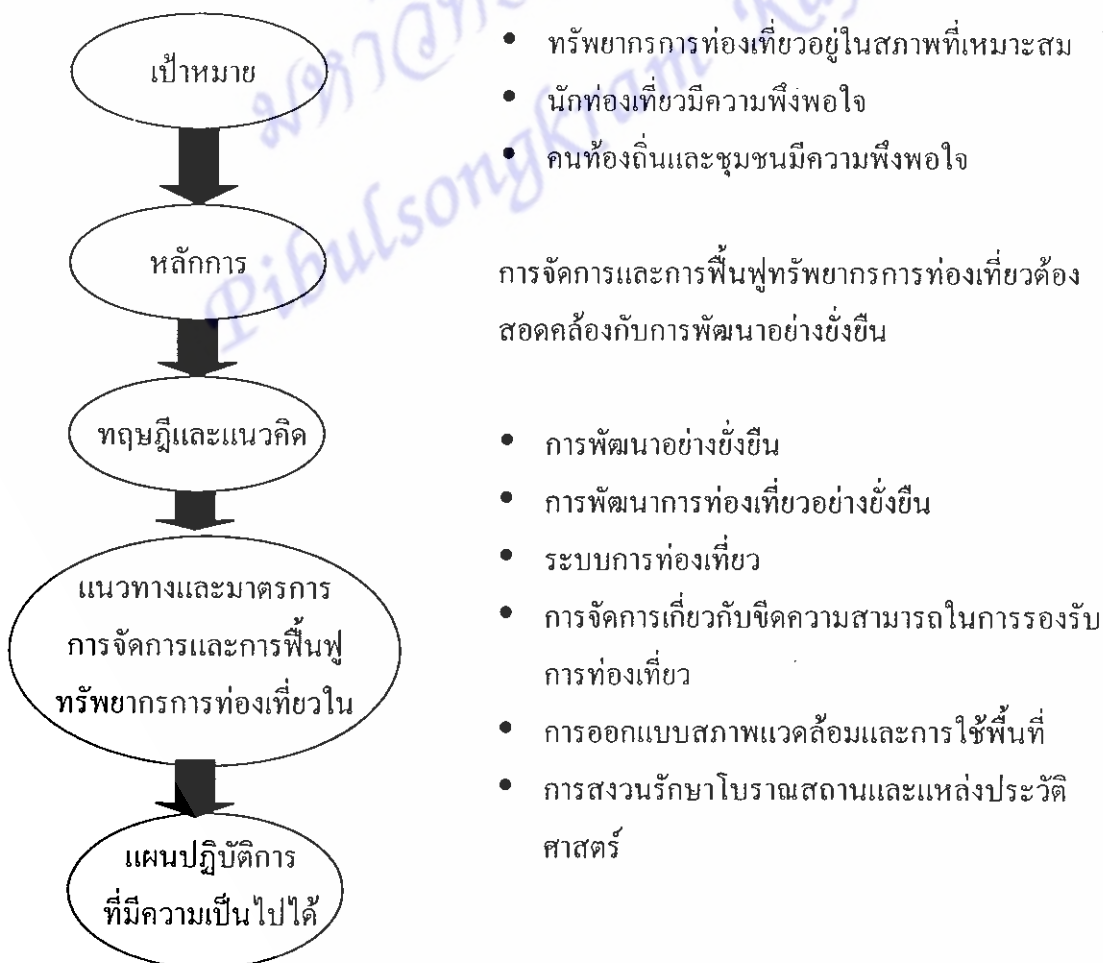 เป้าหมาย
• ทรัพยากรการท่องเที่ยวอยู่ในสภาพที่เหมาะสม
• นักท่องเที่ยวมีความพึงพอใจ
• คนท้องถิ่นและชุมชนมีความพึงพอใจ
หลักการ
การจัดการและการฟื้นฟูทรัพยากรการท่องเที่ยวต้อง
สอดคล้องกับการพัฒนาอย่างยั่งยืน
ทฤษฎีและแนวคิด
• การพัฒนาอย่างยั่งยืน
• การพัฒนาการท่องเที่ยวอย่างยั่งยืน
• ระบบการท่องเที่ยว
• การจัดการเกี่ยวกับขีดความสามารถในการรองรับ
การท่องเที่ยว
• การออกแบบสภาพแวดล้อมและการใช้พื้นที่
• การสงวนรักษาโบราณสถานและแหล่งประวัติ
ศาสตร์
แนวทางและมาตรการ
การจัดการและการฟื้นฟู
ทรัพยากรการท่องเที่ยวใน
แผนปฏิบัติการ
ที่มีความเป็นไปได้
Pibulsongkram